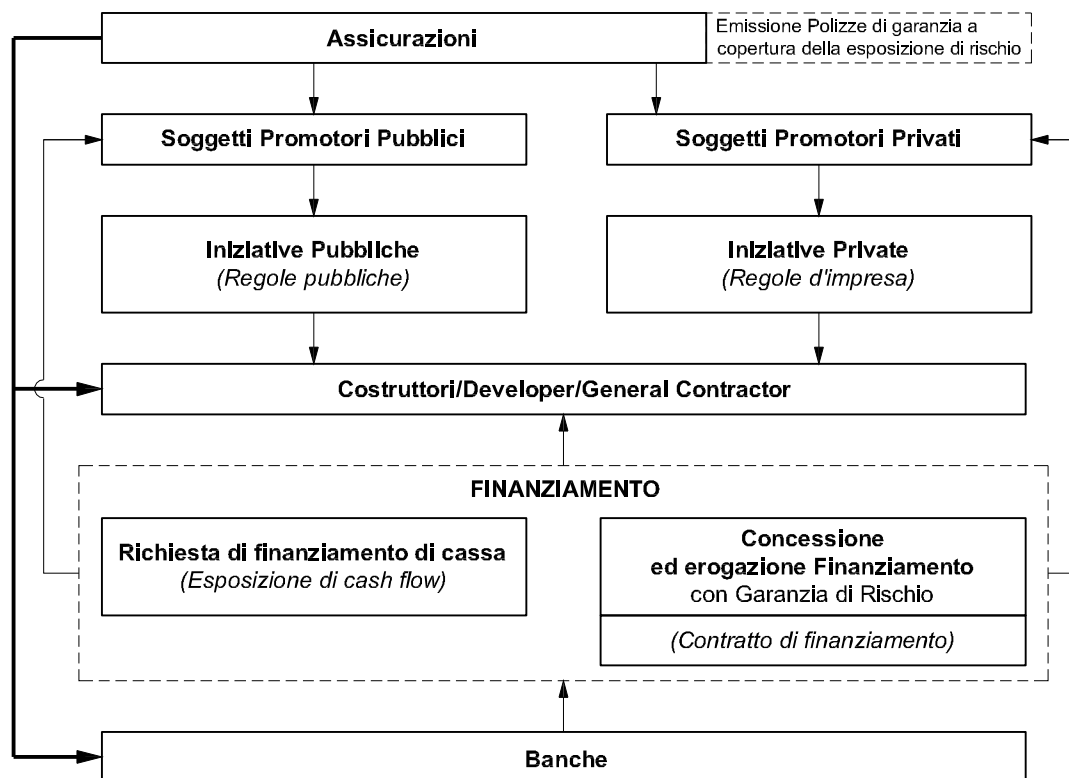 Assicurazioni
Emissione Polizze di garanzia a
copertura della esposizione di rischio
Soggetti Promotori Pubblici
Soggetti Promotori Privati
Iniziative Pubbliche
(Regole pubbliche)
Iniziative Private
(Regole d'impresa)
Costruttori/Developer/General Contractor
FINANZIAMENTO
Richiesta di finanziamento di cassa
(Esposizione di cash flow)
Concessione
ed erogazione Finanziamento
con Garanzia di Rischio
(Contratto di finanziamento)
Banche